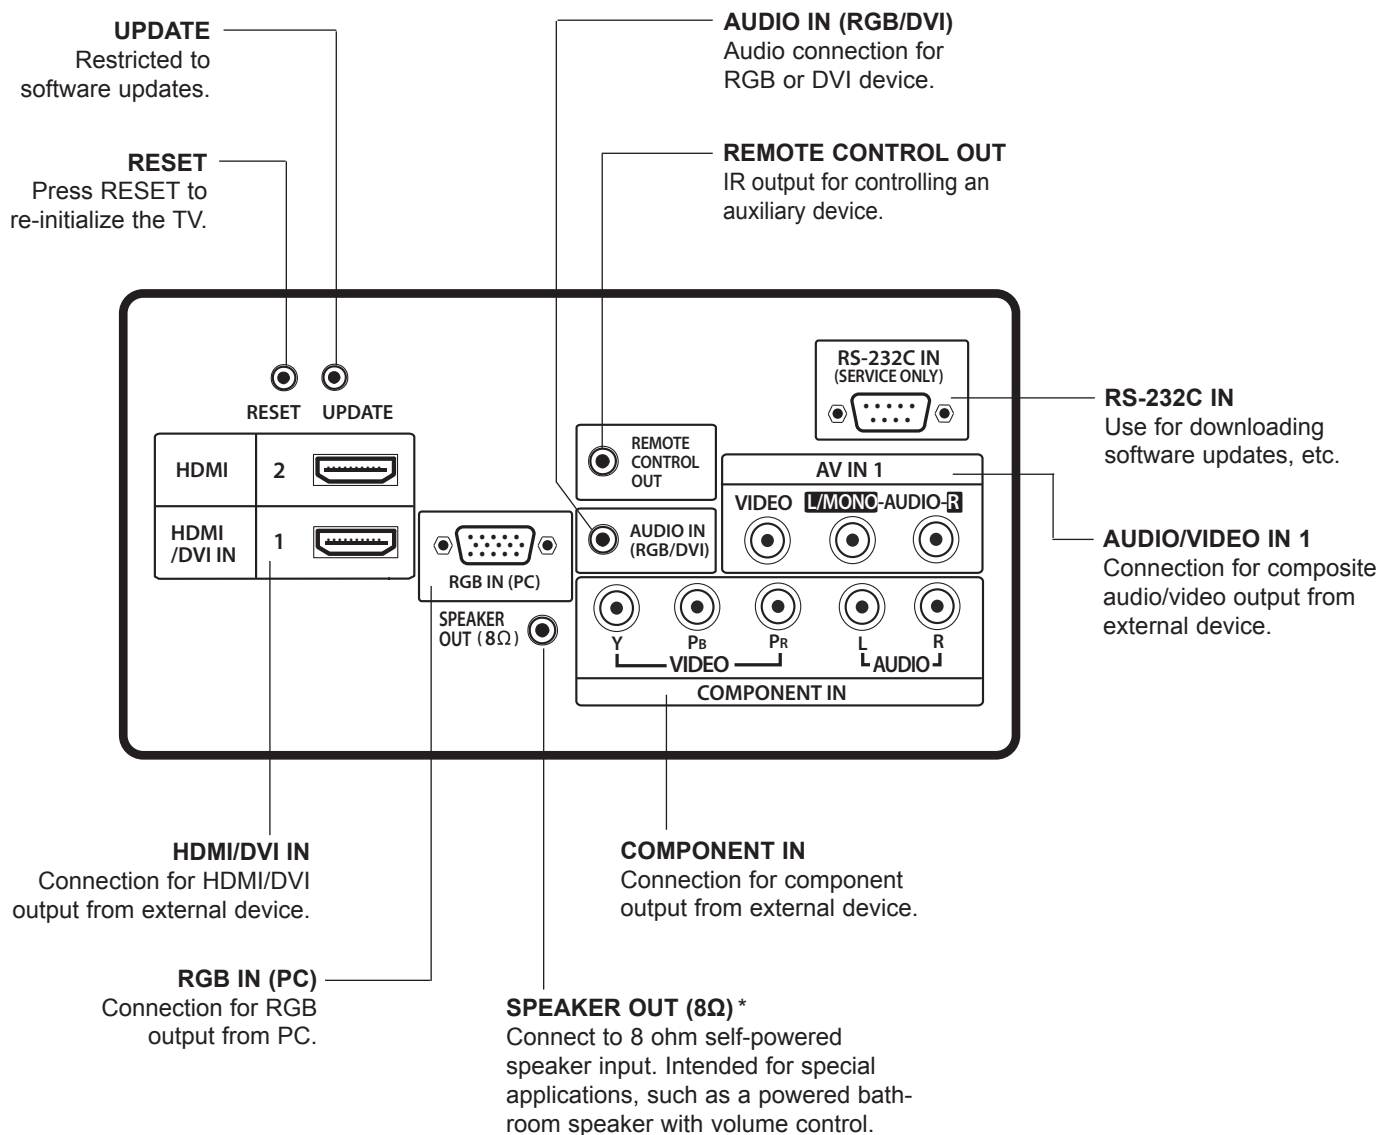 UPDATE
Restricted to
software updates.
RESET
Press RESET to
re-initialize the TV.
AUDIO IN (RGB/DVI)
Audio connection for
RGB or DVI device.
REMOTE CONTROL OUT
IR output for controlling an
auxiliary device.
RESET UPDATE
HDMI 2
HDMI
/DVI IN 1
RGB IN (PC)
SPEAKER
OUT (8Ω)
REMOTE
CONTROL
OUT
AUDIO IN
(RGB/DVI)
RS-232C IN
(SERVICE ONLY)
AV IN 1
VIDEO L/MONO-AUDIO-R
Y PB PR L R
VIDEO AUDIO
COMPONENT IN
RS-232C IN
Use for downloading
software updates, etc.
AUDIO/VIDEO IN 1
Connection for composite
audio/video output from
external device.
HDMI/DVI IN
Connection for HDMI/DVI
output from external device.
RGB IN (PC)
Connection for RGB
output from PC.
COMPONENT IN
Connection for component
output from external device.
SPEAKER OUT (8Ω) *
Connect to 8 ohm self-powered
speaker input. Intended for special
applications, such as a powered bath-
room speaker with volume control.